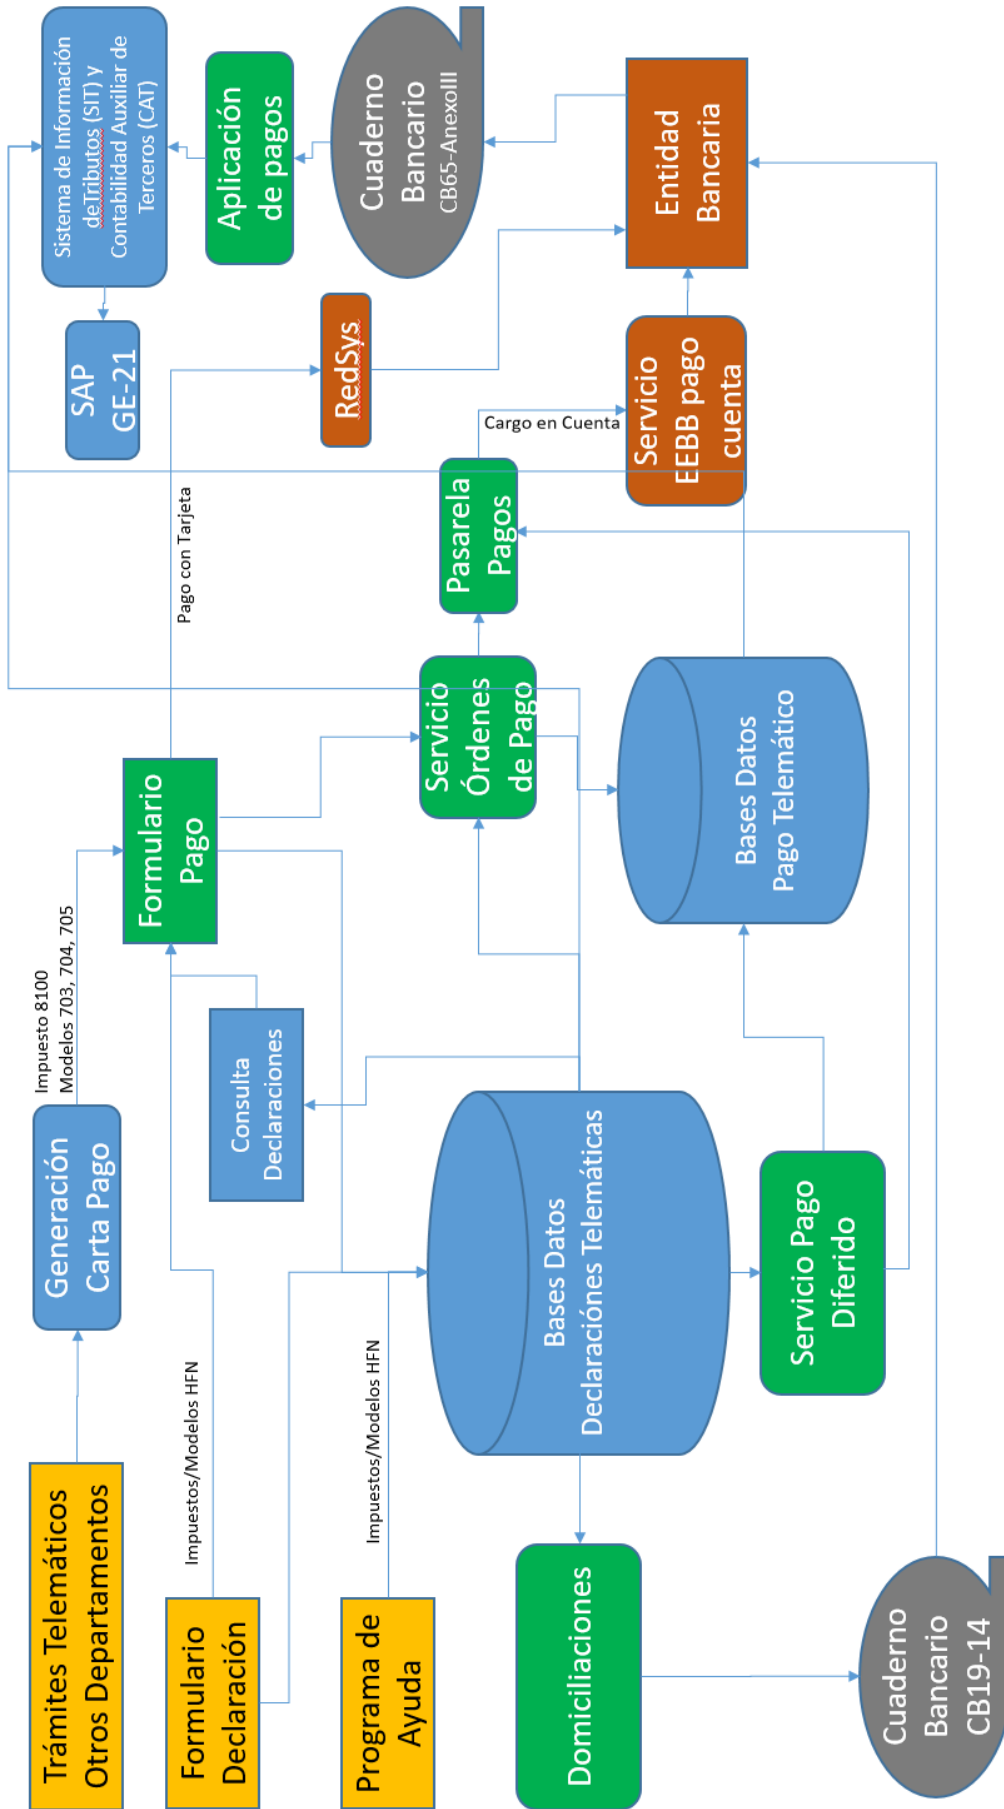 Trámites Telemáticos
Otros Departamentos
Generación
Carta Pago
Impuesto 8100
Modelos 703, 704, 705
SAP
GE-21
Sistema de Información
deTributos (SIT) y
Contabilidad Auxiliar de
Terceros (CAT)
Formulario
Declaración
Impuestos/Modelos HFN
Consulta
Declaraciones
Formulario
Pago
Pago con Tarjeta
Aplicación
de pagos
Programa de
Ayuda
Impuestos/Modelos HFN
RedSys
Cuaderno
Bancario
CB65-AnexoIII
Servicio
Órdenes
de Pago
Pasarela
Pagos
Cargo en Cuenta
Bases Datos
Declaraciónes Telemáticas
Domiciliaciones
Bases Datos
Pago Telemático
Servicio
EEBB pago
cuenta
Entidad
Bancaria
Servicio Pago
Diferido
Cuaderno
Bancario
CB19-14